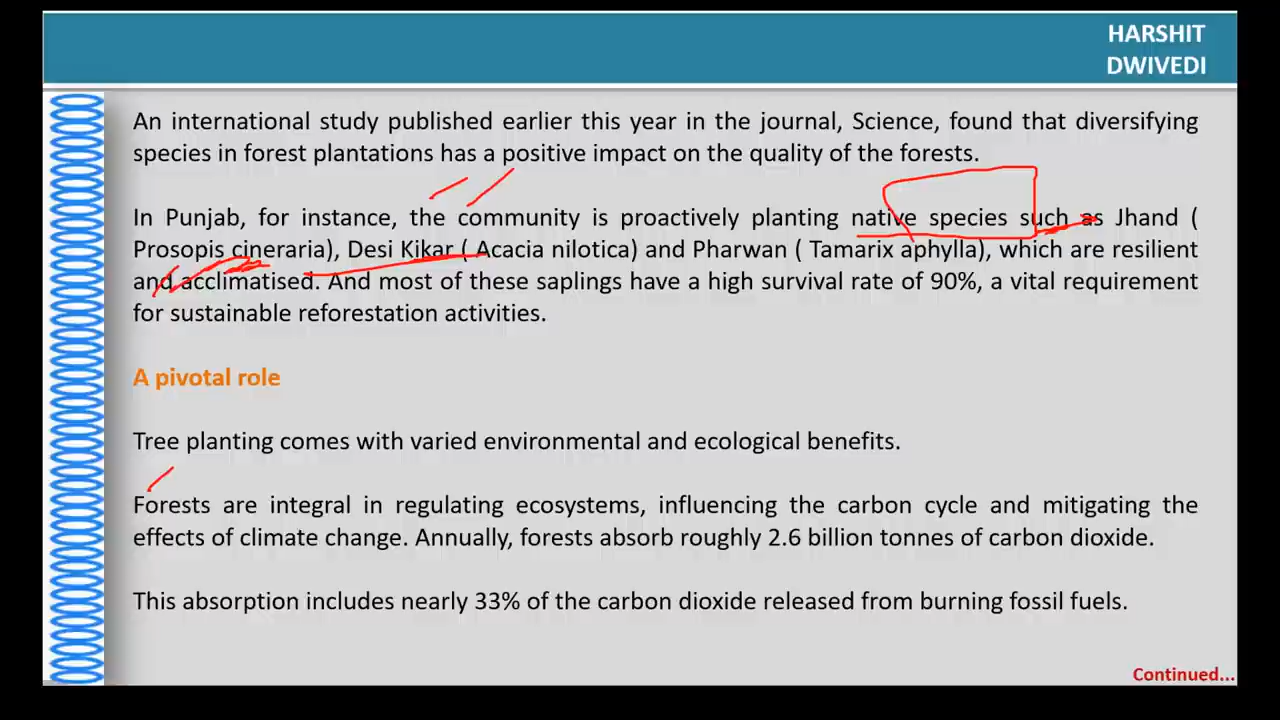 HARSHIT
DWIVEDI
An international study published earlier this year in the journal, Science, found that diversifying
species in forest plantations has a positive impact on the quality of the forests.
In Punjab, for instance, the community is proactively planting native species such as Jhand (
Prosopis cineraria), Desi Kikar ( Acacia nilotica) and Pharwan ( Tamarix aphylla), which are resilient
and acclimatised. And most of these saplings have a high survival rate of 90%, a vital requirement
for sustainable reforestation activities.
A pivotal role
Tree planting comes with varied environmental and ecological benefits.
Forests are integral in regulating ecosystems, influencing the carbon cycle and mitigating the
effects of climate change. Annually, forests absorb roughly 2.6 billion tonnes of carbon dioxide.
This absorption includes nearly 33% of the carbon dioxide released from burning fossil fuels.
Continued...